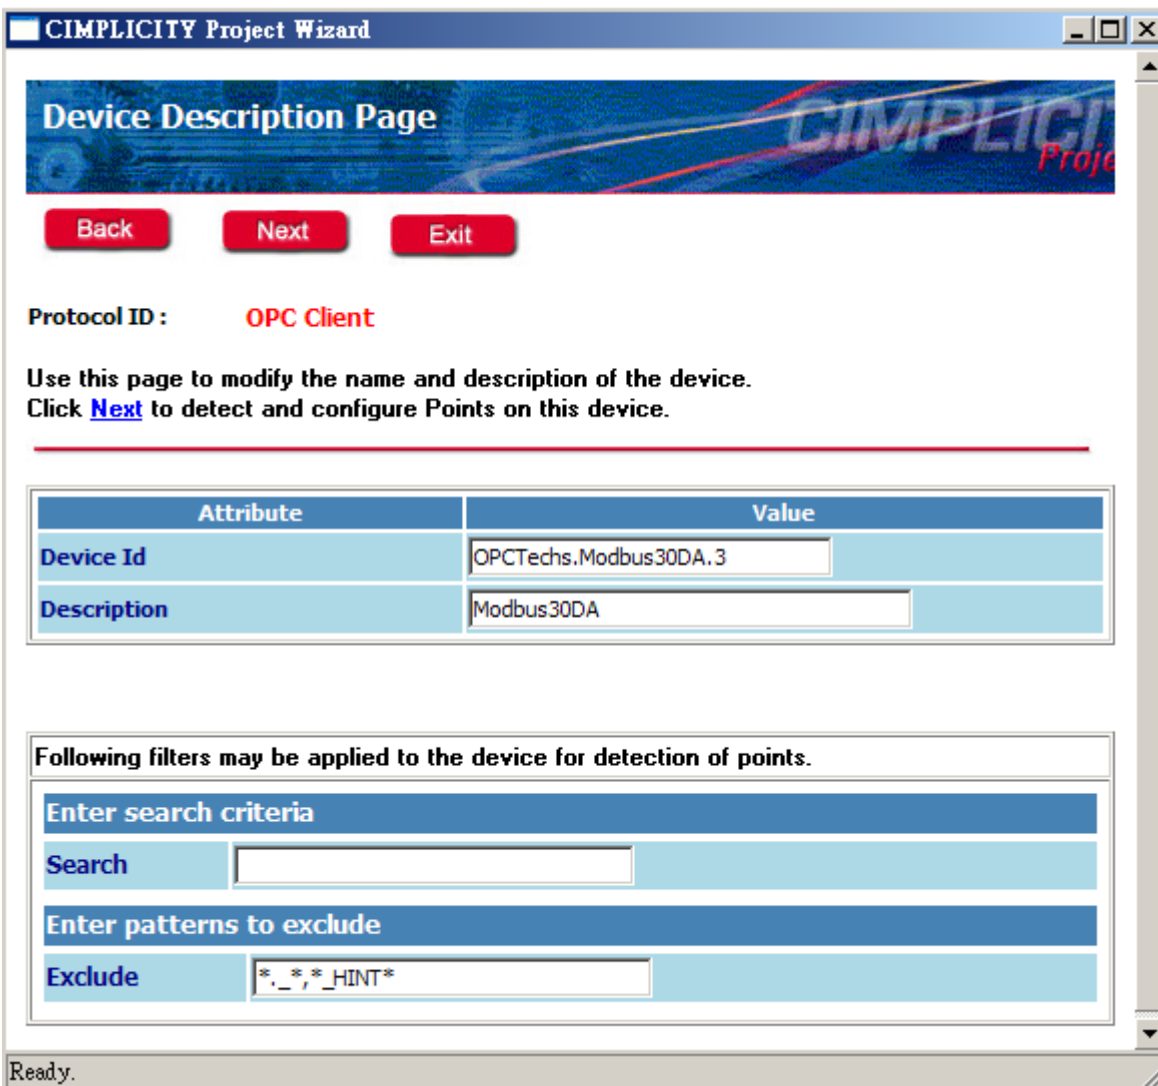 CIMPLICITY Project Wizard
Device Description Page
CIMPLICI
Proje
Back Next Exit
Protocol ID : OPC Client
Use this page to modify the name and description of the device.
Click Next to detect and configure Points on this device.
Attribute Value
Device Id OPCTechs.Modbus30DA.3
Description Modbus30DA
Following filters may be applied to the device for detection of points.
Enter search criteria
Search
Enter patterns to exclude
Exclude *._*,*_HINT*
Ready.